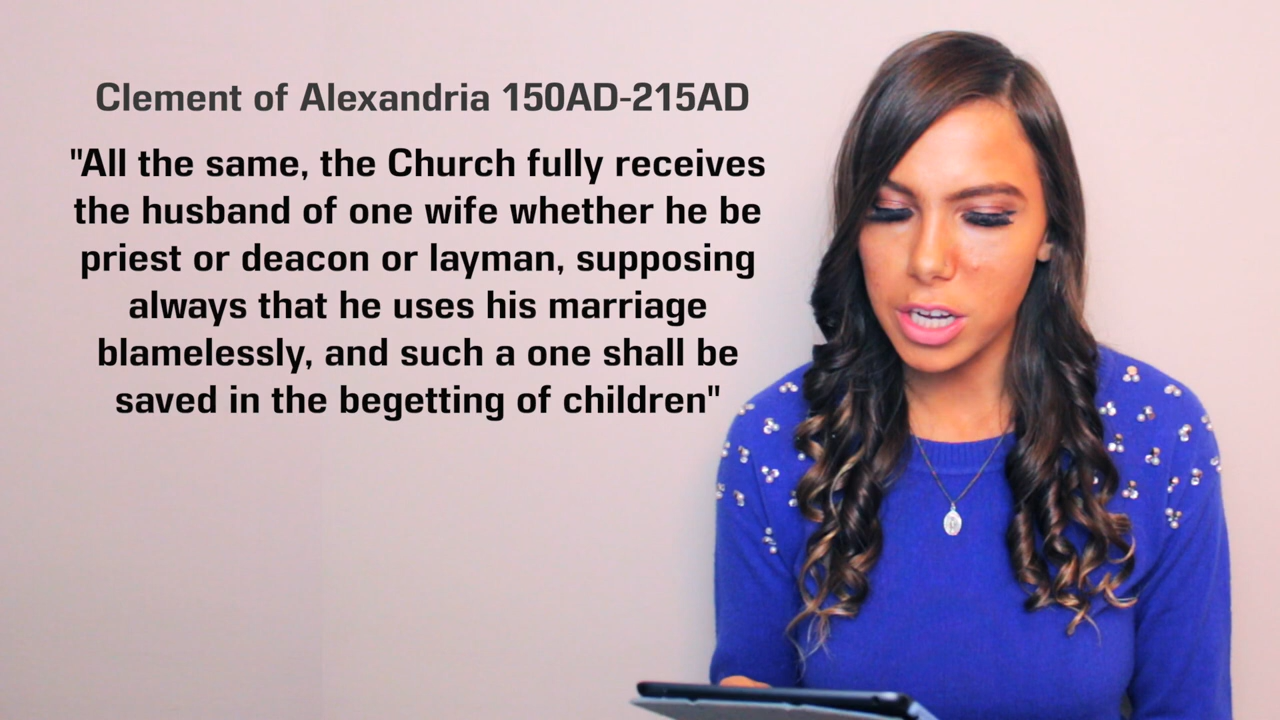 Clement of Alexandria 150AD-215AD
"All the same, the Church fully receives
the husband of one wife whether he be
priest or deacon or layman, supposing
always that he uses his marriage
blamelessly, and such a one shall be
saved in the begetting of children"